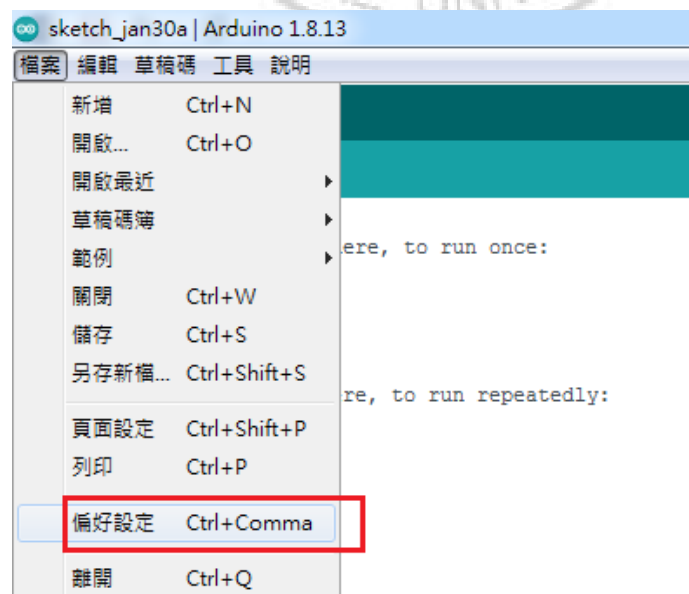 sketch_jan30a | Arduino 1.8.13
檔案 編輯 草稿碼 工具 說明
新增 Ctrl+N
開啟... Ctrl+O
開啟最近
草稿碼簿
範例
ere, to run once:
關閉 Ctrl+W
儲存 Ctrl+S
另存新檔... Ctrl+Shift+S
re, to run repeatedly:
頁面設定 Ctrl+Shift+P
列印 Ctrl+P
偏好設定 Ctrl+Comma
離開 Ctrl+Q